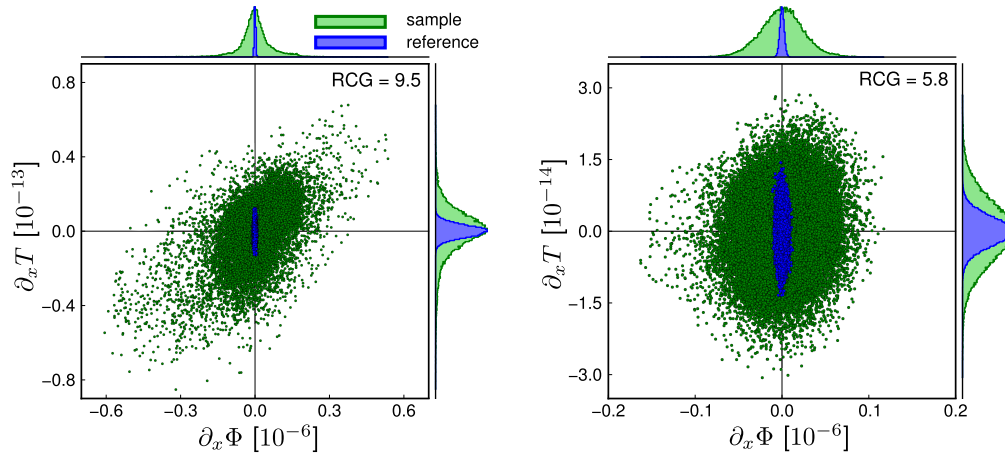 sample
reference
RCG = 9.5
0.8
0.4
0.0
−0.4
−0.8
∂ₓT [10⁻¹³]
−0.6
−0.3
0.0
0.3
0.6
∂ₓΦ [10⁻⁶]
RCG = 5.8
3.0
1.5
0.0
−1.5
−3.0
∂ₓT [10⁻¹⁴]
−0.2
−0.1
0.0
0.1
0.2
∂ₓΦ [10⁻⁶]